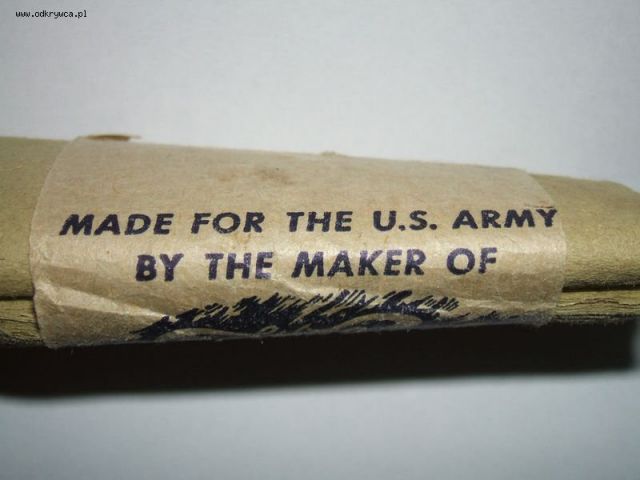 www.odkrywca.pl
MADE FOR THE U.S. ARMY
BY THE MAKER OF